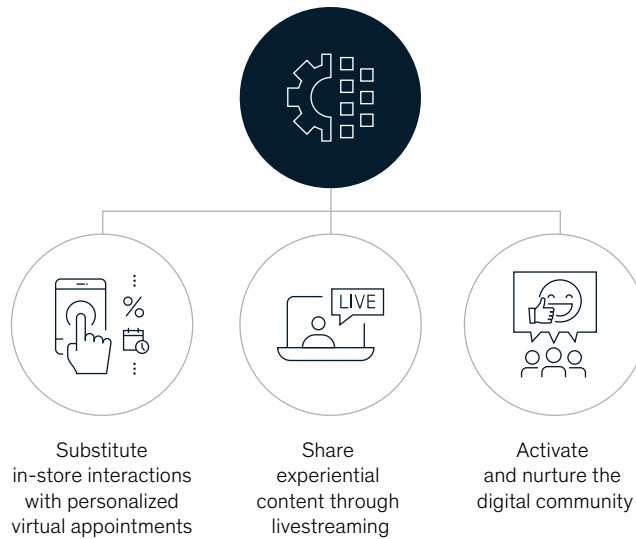 %
LIVE
Substitute
in-store interactions
with personalized
virtual appointments
Share
experiential
content through
livestreaming
Activate
and nurture the
digital community